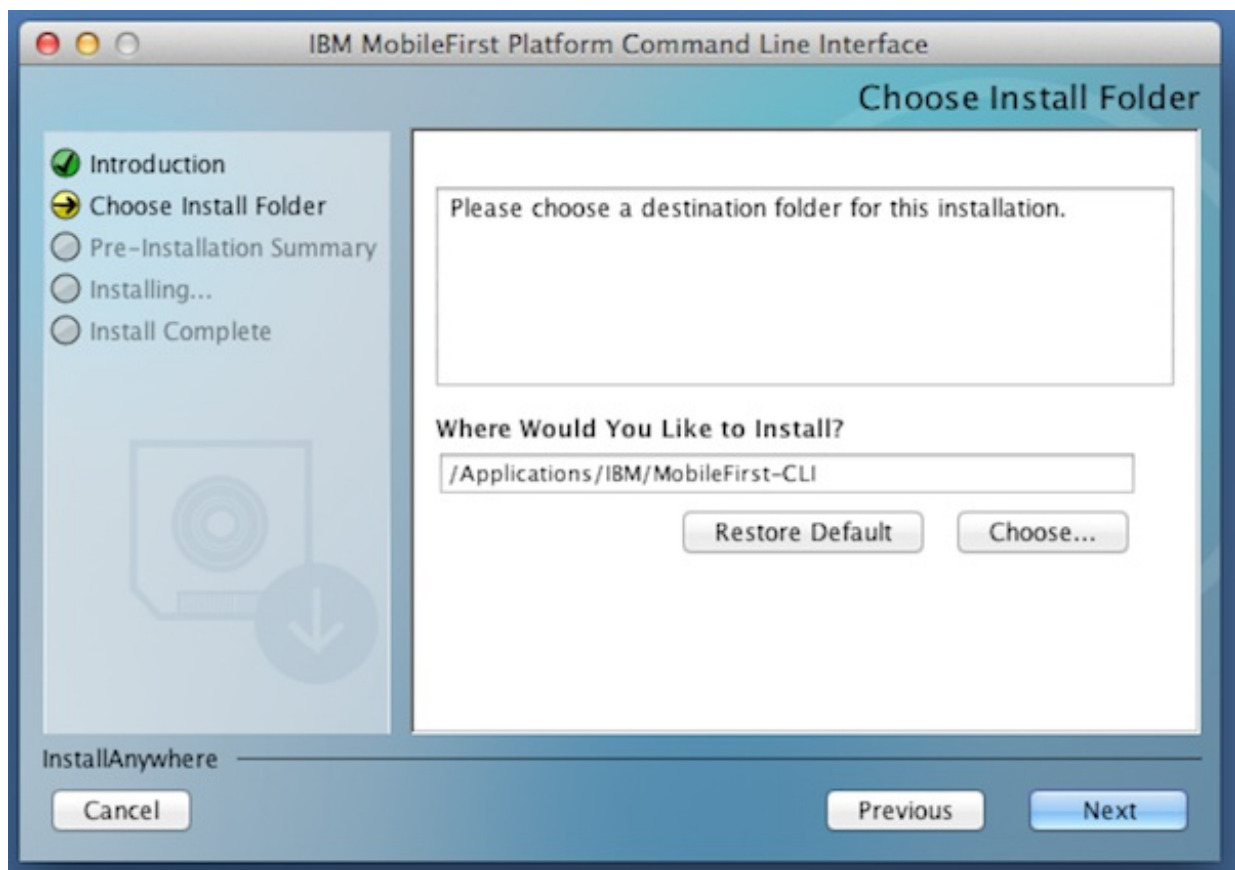 IBM MobileFirst Platform Command Line Interface
Choose Install Folder
Introduction
Choose Install Folder
Pre-Installation Summary
Installing...
Install Complete
Please choose a destination folder for this installation.
Where Would You Like to Install?
/Applications/IBM/MobileFirst-CLI
Restore Default
Choose...
InstallAnywhere
Cancel
Previous
Next